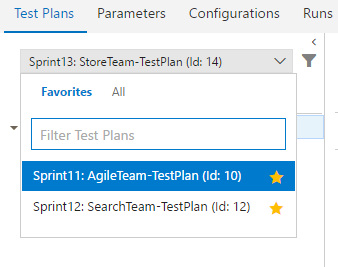 Test Plans Parameters Configurations Runs
Sprint13: StoreTeam-TestPlan (Id: 14)
Favorites All
Filter Test Plans
Sprint11: AgileTeam-TestPlan (Id: 10)
Sprint12: SearchTeam-TestPlan (Id: 12)